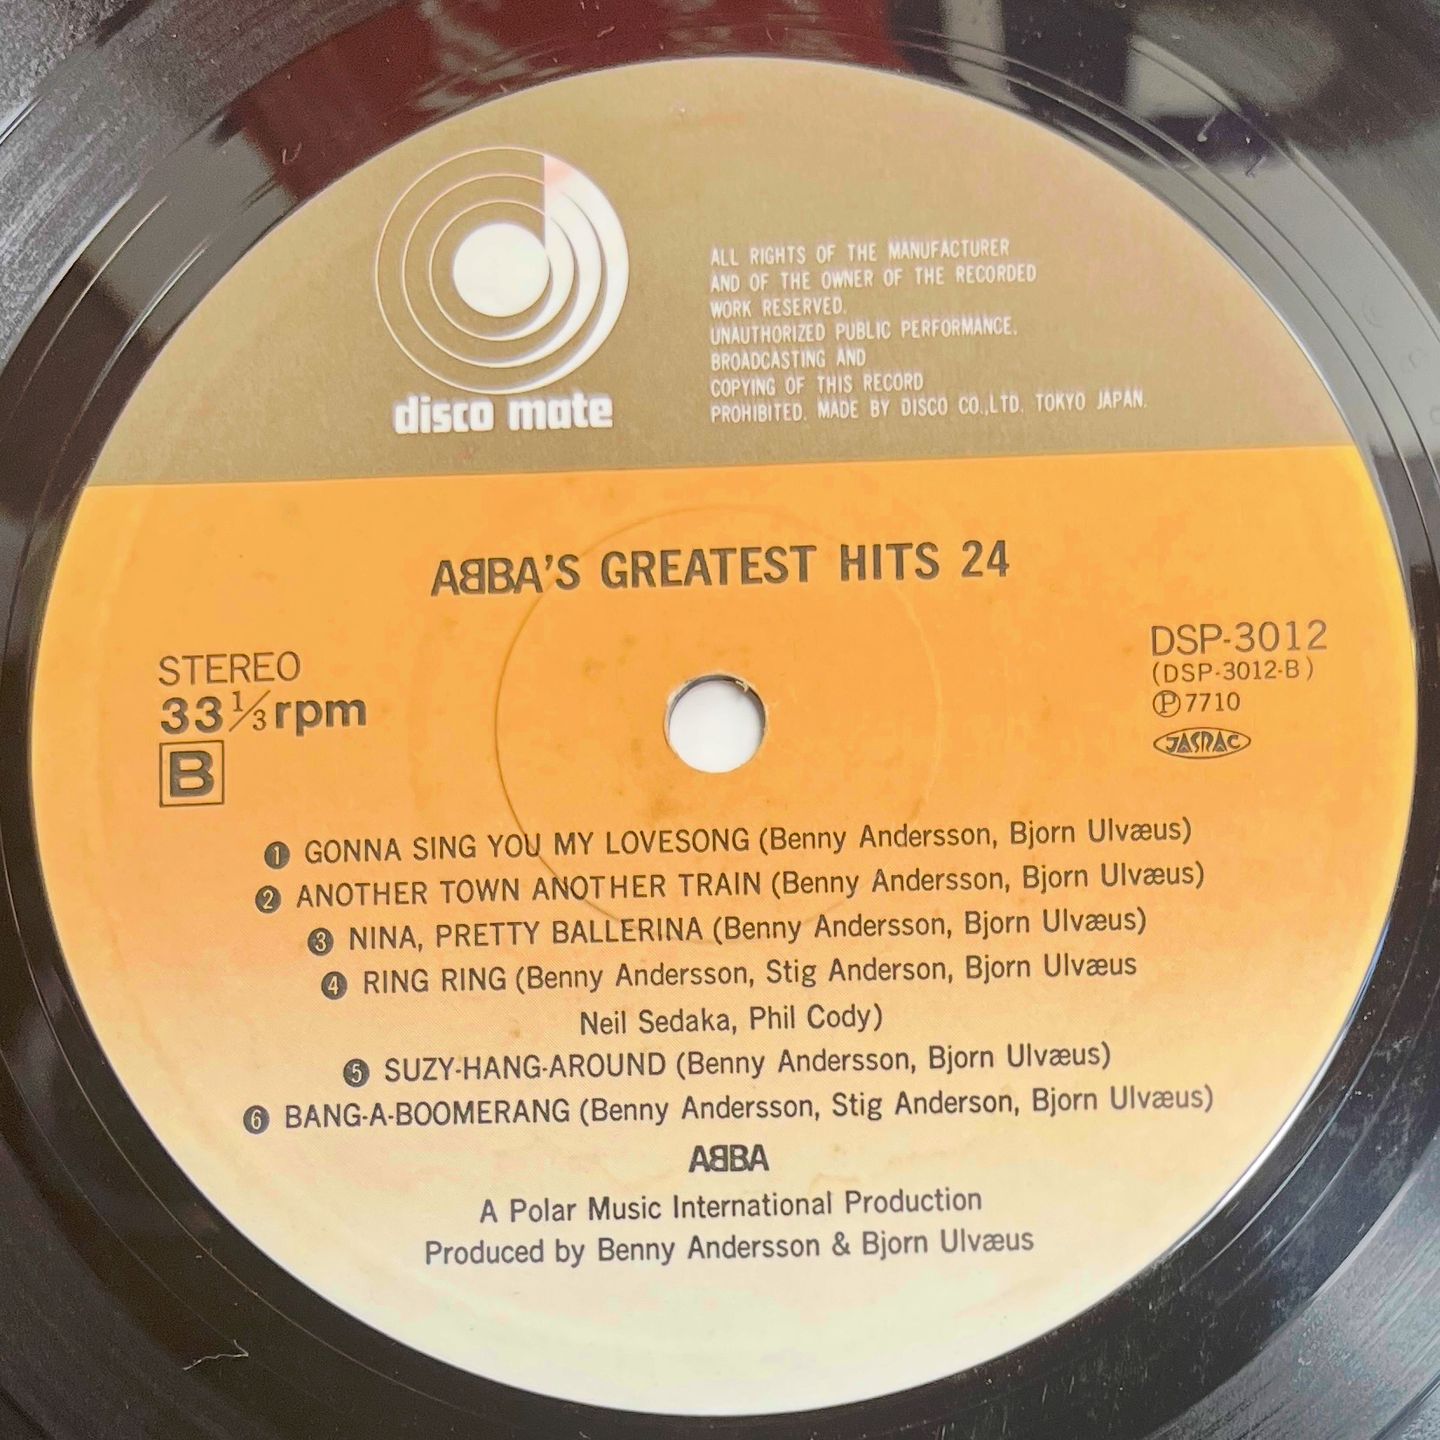 disco mate
ALL RIGHTS OF THE MANUFACTURER
AND OF THE OWNER OF THE RECORDED
WORK RESERVED.
UNAUTHORIZED PUBLIC PERFORMANCE,
BROADCASTING AND
COPYING OF THIS RECORD
PROHIBITED. MADE BY DISCO CO.,LTD. TOKYO JAPAN.
ABBA'S GREATEST HITS 24
STEREO
33 1/3 rpm
B
DSP-3012
(DSP-3012-B)
Ⓟ7710
JASRAC
❶ GONNA SING YOU MY LOVESONG (Benny Andersson, Bjorn Ulvæus)
❷ ANOTHER TOWN ANOTHER TRAIN (Benny Andersson, Bjorn Ulvæus)
❸ NINA, PRETTY BALLERINA (Benny Andersson, Bjorn Ulvæus)
❹ RING RING (Benny Andersson, Stig Anderson, Bjorn Ulvæus
Neil Sedaka, Phil Cody)
❺ SUZY-HANG-AROUND (Benny Andersson, Bjorn Ulvæus)
❻ BANG-A-BOOMERANG (Benny Andersson, Stig Anderson, Bjorn Ulvæus)
ABBA
A Polar Music International Production
Produced by Benny Andersson & Bjorn Ulvæus